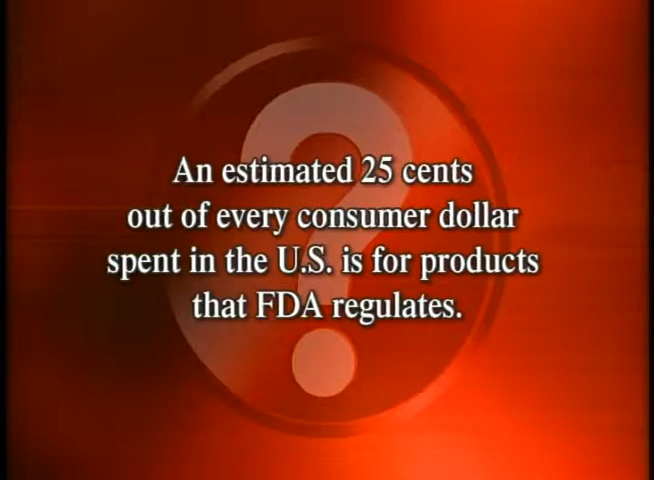 An estimated 25 cents
out of every consumer dollar
spent in the U.S. is for products
that FDA regulates.